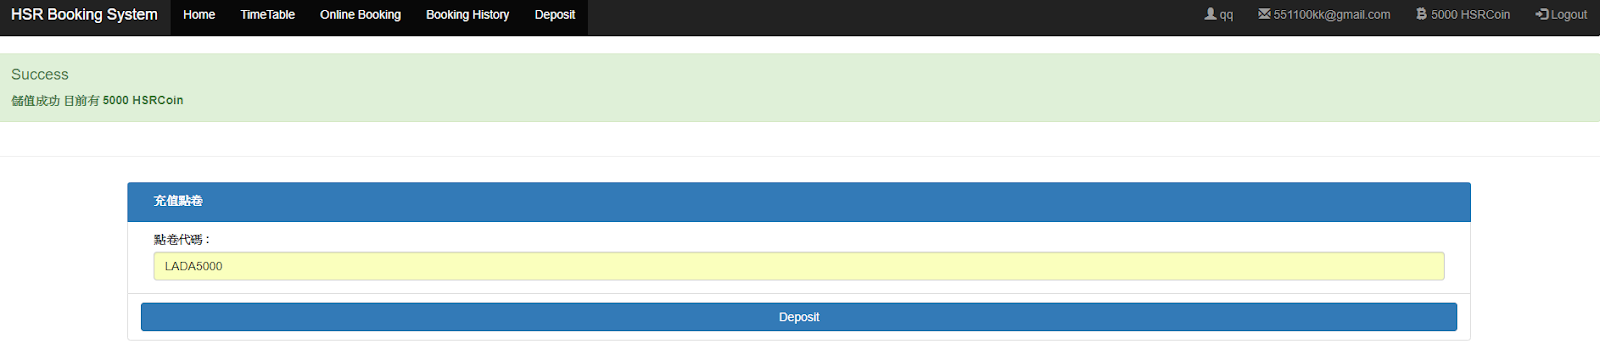 HSR Booking System Home TimeTable Online Booking Booking History Deposit qq 551100kk@gmail.com 5000 HSRCoin Logout
Success
儲值成功 目前有 5000 HSRCoin
充值點卷
點卷代碼：
LADA5000
Deposit